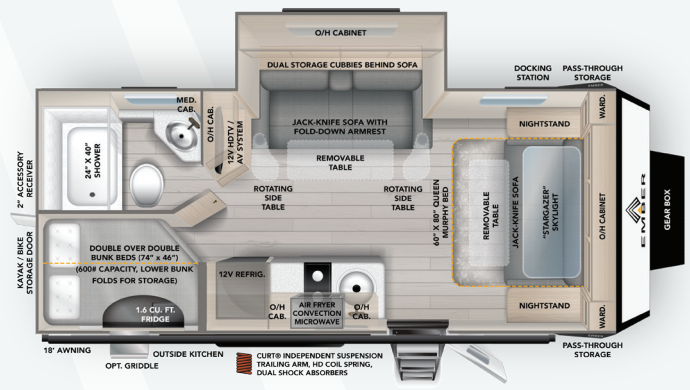 O/H CABINET
DUAL STORAGE CUBBIES BEHIND SOFA
DOCKING
STATION
PASS-THROUGH
STORAGE
MED.
CAB.
O/H CAB.
12V HDTV /
AV SYSTEM
JACK-KNIFE SOFA WITH
FOLD-DOWN ARMREST
NIGHTSTAND
WARD.
24" X 40"
SHOWER
2" ACCESSORY
RECEIVER
REMOVABLE
TABLE
ROTATING
SIDE
TABLE
ROTATING
SIDE
TABLE
60" X 80" QUEEN
MURPHY BED
REMOVABLE
TABLE
JACK-KNIFE SOFA
"STARGAZER"
SKYLIGHT
O/H CABINET
EMBER
GEAR BOX
KAYAK / BIKE
STORAGE DOOR
DOUBLE OVER DOUBLE
BUNK BEDS (74" x 46")
(600# CAPACITY, LOWER BUNK
FOLDS FOR STORAGE)
12V REFRIG.
1.6 CU. FT.
FRIDGE
O/H
CAB.
AIR FRYER
CONVECTION
MICROWAVE
O/H
CAB.
NIGHTSTAND
WARD.
18' AWNING
OUTSIDE KITCHEN
OPT. GRIDDLE
CURT® INDEPENDENT SUSPENSION
TRAILING ARM, HD COIL SPRING,
DUAL SHOCK ABSORBERS
PASS-THROUGH
STORAGE